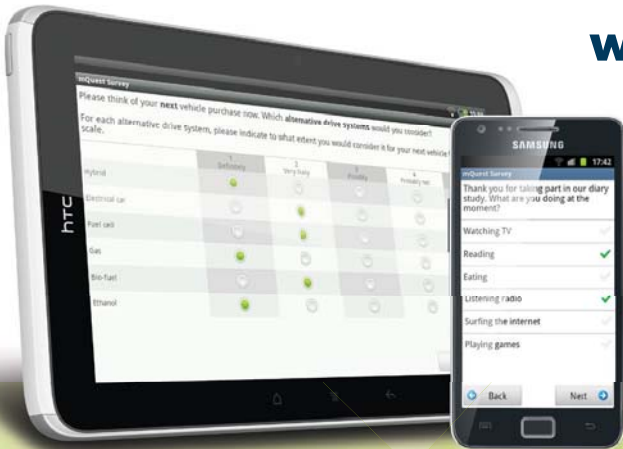 w
hTC
mQuest Survey
Please think of your next vehicle purchase now. Which alternative drive systems would you consider?
For each alternative drive system, please indicate to what extent you would consider it for your next vehicle
scale.
1 2 3 4
Definitely Very likely Possibly Probably not
Hybrid
Electrical car
Fuel cell
Gas
Bio-fuel
Ethanol
SAMSUNG
17:42
mQuest Survey
Thank you for taking part in our diary
study. What are you doing at the
moment?
Watching TV
Reading
Eating
Listening radio
Surfing the internet
Playing games
Back Next